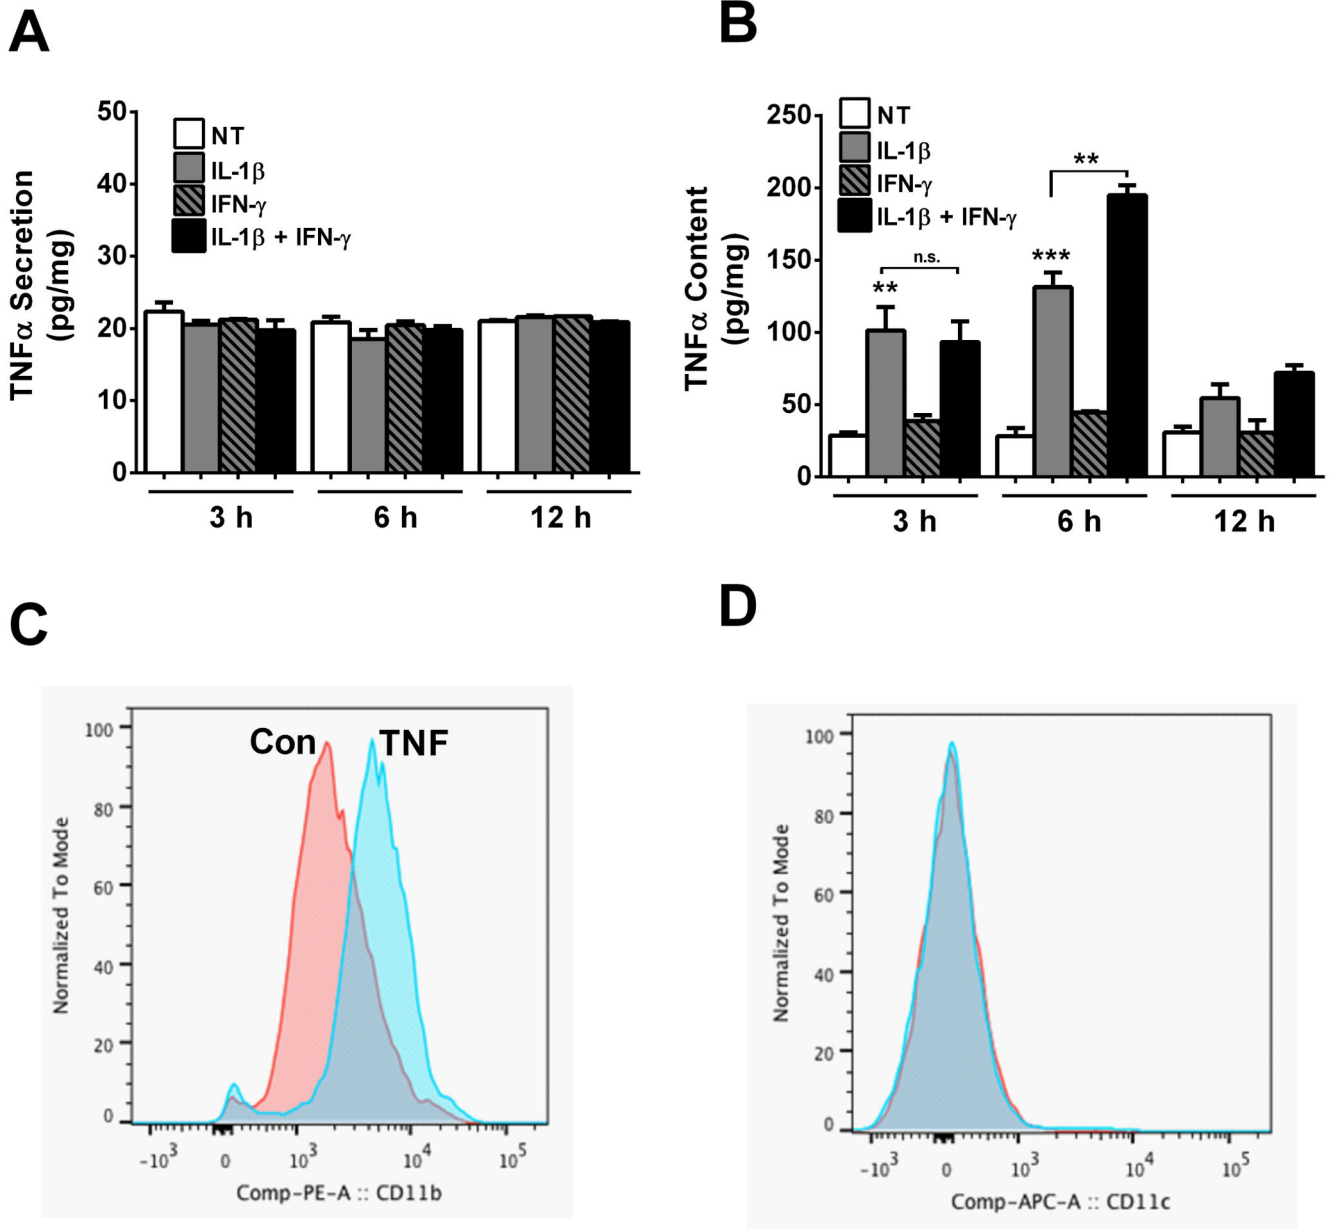 A
TNFα Secretion
(pg/mg)
50
40
30
20
10
0
NT
IL-1β
IFN-γ
IL-1β + IFN-γ
3 h
6 h
12 h
B
TNFα Content
(pg/mg)
250
200
150
100
50
0
NT
IL-1β
IFN-γ
IL-1β + IFN-γ
**
n.s.
***
**
3 h
6 h
12 h
C
Normalized To Mode
100
80
60
40
20
0
Con
TNF
-10³
0
10³
10⁴
10⁵
Comp-PE-A :: CD11b
D
Normalized To Mode
100
80
60
40
20
0
-10³
0
10³
10⁴
10⁵
Comp-APC-A :: CD11c